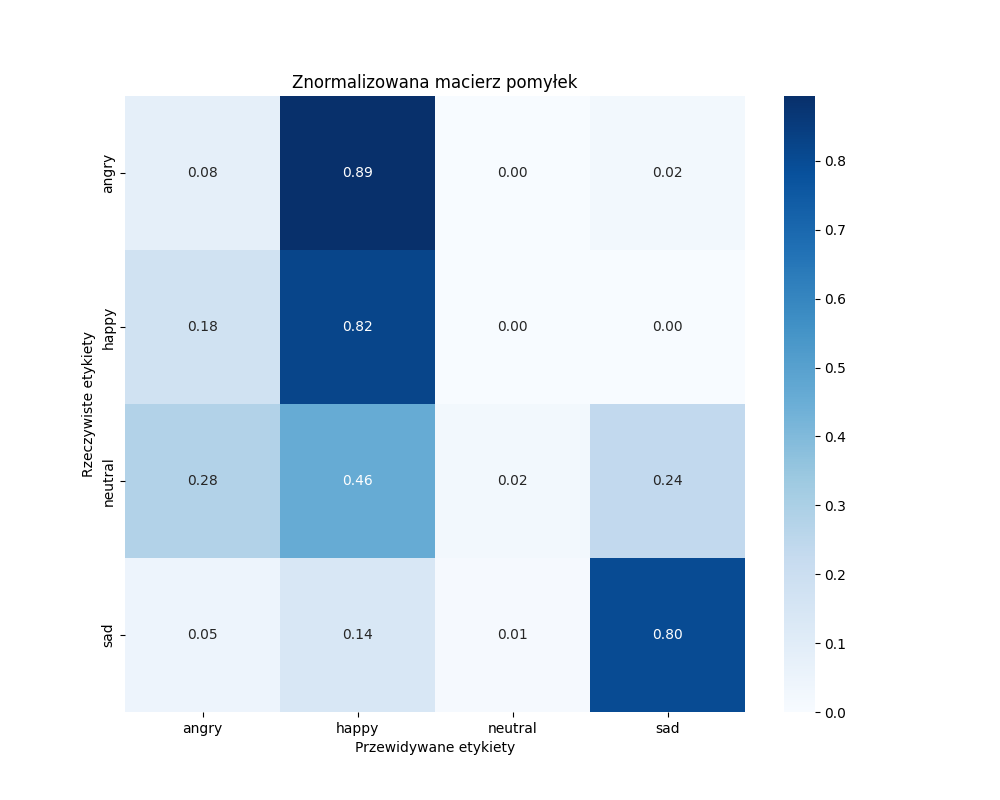 Znormalizowana macierz pomyłek
Rzeczywiste etykiety
angry
0.08 0.89 0.00 0.02
happy
0.18 0.82 0.00 0.00
neutral
0.28 0.46 0.02 0.24
sad
0.05 0.14 0.01 0.80
angry happy neutral sad
Przewidywane etykiety
0.8
0.7
0.6
0.5
0.4
0.3
0.2
0.1
0.0